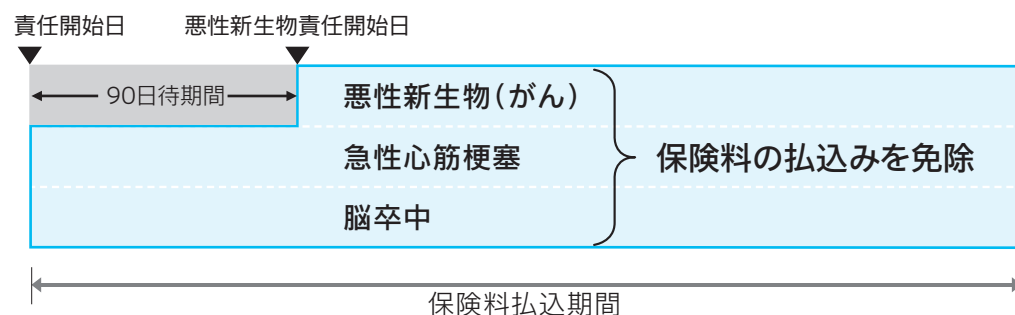 責任開始日
悪性新生物責任開始日
90日待期間
悪性新生物(がん)
急性心筋梗塞
保険料の払込みを免除
脳卒中
保険料払込期間